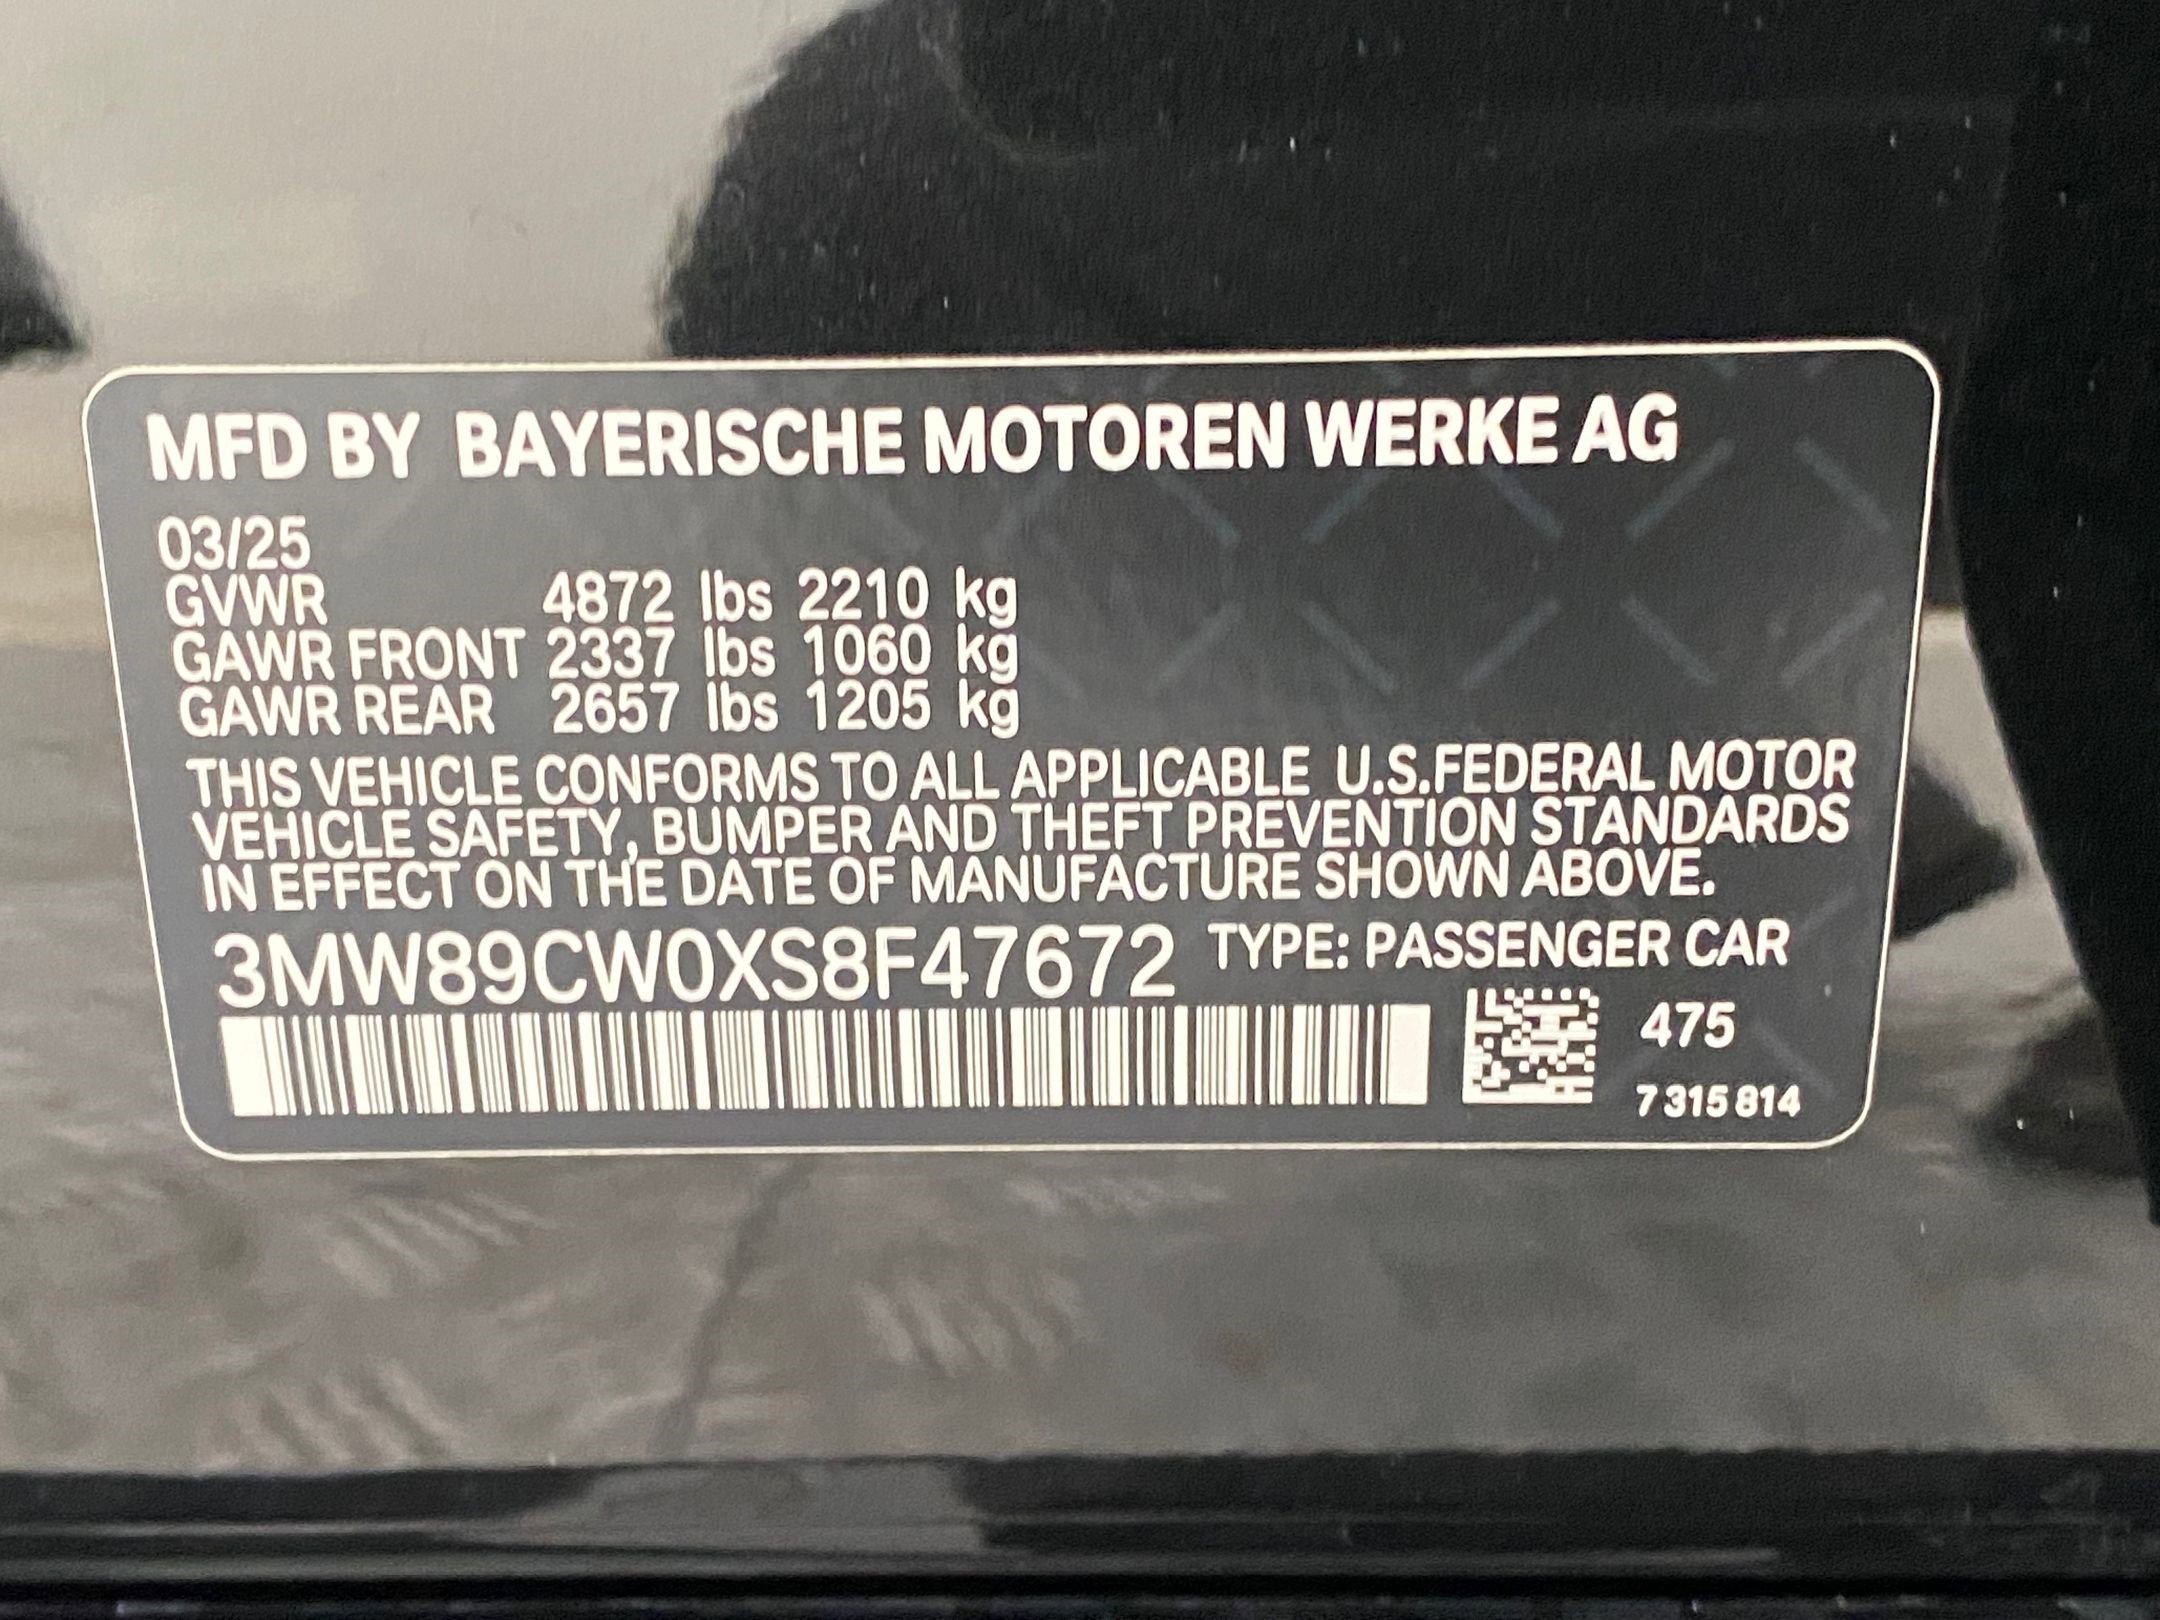 MFD BY BAYERISCHE MOTOREN WERKE AG
03/25
GVWR 4872 lbs 2210 kg
GAWR FRONT 2337 lbs 1060 kg
GAWR REAR 2657 lbs 1205 kg
THIS VEHICLE CONFORMS TO ALL APPLICABLE U.S.FEDERAL MOTOR
VEHICLE SAFETY, BUMPER AND THEFT PREVENTION STANDARDS
IN EFFECT ON THE DATE OF MANUFACTURE SHOWN ABOVE.
3MW89CW0XS8F47672 TYPE: PASSENGER CAR
475
7 315 814